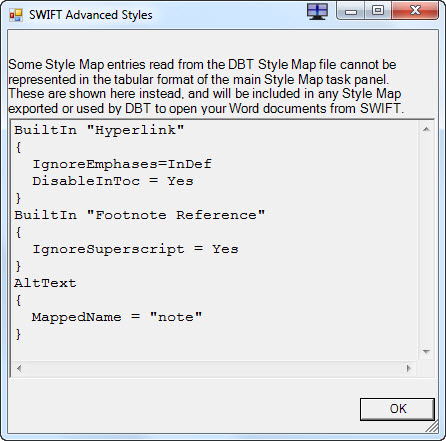 SWIFT Advanced Styles
Some Style Map entries read from the DBT Style Map file cannot be
represented in the tabular format of the main Style Map task panel.
These are shown here instead, and will be included in any Style Map
exported or used by DBT to open your Word documents from SWIFT.
BuiltIn "Hyperlink"
{
  IgnoreEmphases=InDef
  DisableInToc = Yes
}
BuiltIn "Footnote Reference"
{
  IgnoreSuperscript = Yes
}
AltText
{
  MappedName = "note"
}
OK